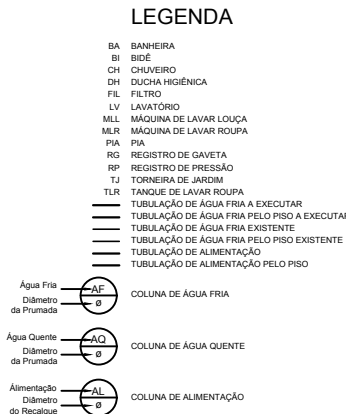 LEGENDA
BA BANHEIRA
BI BIDÊ
CH CHUVEIRO
DH DUCHA HIGIÊNICA
FIL FILTRO
LV LAVATÓRIO
MLL MÁQUINA DE LAVAR LOUÇA
MLR MÁQUINA DE LAVAR ROUPA
PIA PIA
RG REGISTRO DE GAVETA
RP REGISTRO DE PRESSÃO
TJ TORNEIRA DE JARDIM
TLR TANQUE DE LAVAR ROUPA
TUBULAÇÃO DE ÁGUA FRIA A EXECUTAR
TUBULAÇÃO DE ÁGUA FRIA PELO PISO A EXECUTAR
TUBULAÇÃO DE ÁGUA FRIA EXISTENTE
TUBULAÇÃO DE ÁGUA FRIA PELO PISO EXISTENTE
TUBULAÇÃO DE ALIMENTAÇÃO
TUBULAÇÃO DE ALIMENTAÇÃO PELO PISO
Água Fria AF
Diâmetro ø
da Prumada
COLUNA DE ÁGUA FRIA
Água Quente AQ
Diâmetro ø
da Prumada
COLUNA DE ÁGUA QUENTE
Álimentação AL
Diâmetro ø
do Recalque
COLUNA DE ALIMENTAÇÃO